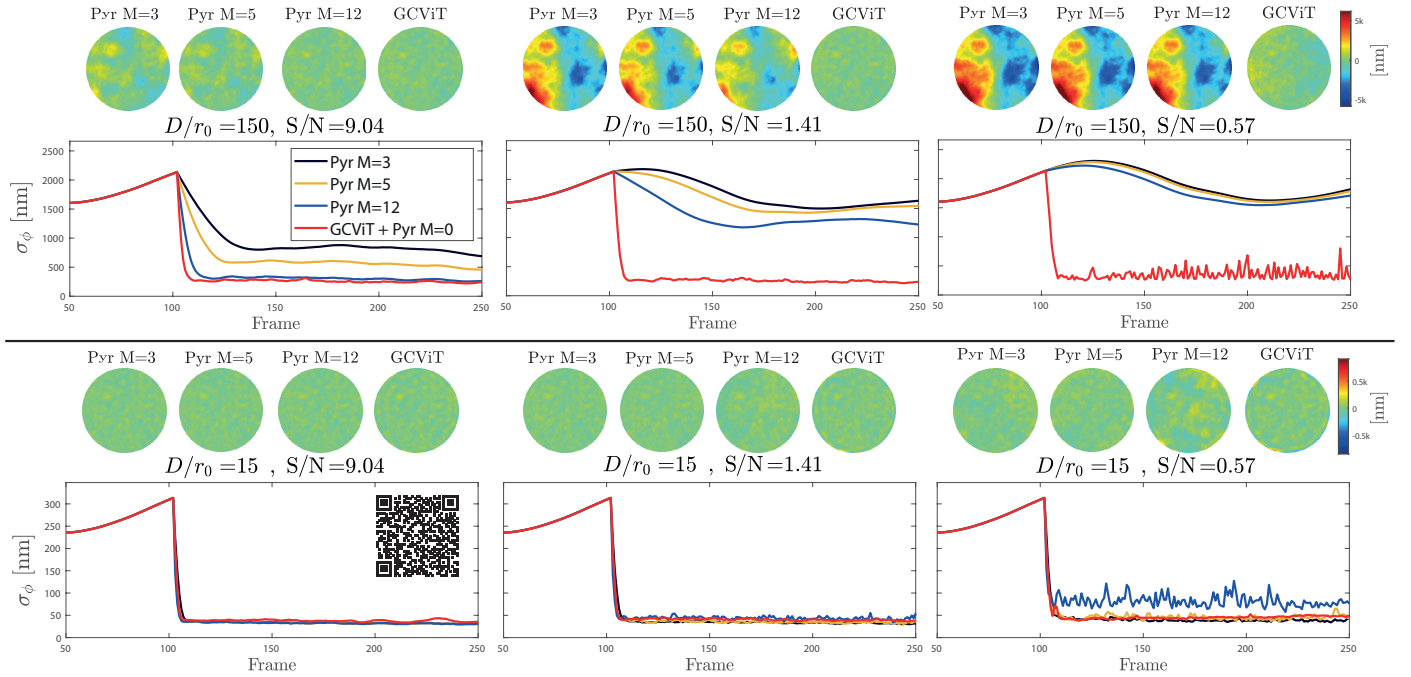 Pyr M=3 Pyr M=5 Pyr M=12 GCViT
Pyr M=3 Pyr M=5 Pyr M=12 GCViT
Pyr M=3 Pyr M=5 Pyr M=12 GCViT
5k
0
-5k
[nm]
D/r₀ =150, S/N=9.04
D/r₀ =150, S/N=1.41
D/r₀ =150, S/N=0.57
σ_ϕ [nm]
2500
2000
1500
1000
500
0
Pyr M=3
Pyr M=5
Pyr M=12
GCViT + Pyr M=0
50 100 150 200 250
Frame
50 100 150 200 250
Frame
50 100 150 200 250
Frame
Pyr M=3 Pyr M=5 Pyr M=12 GCViT
Pyr M=3 Pyr M=5 Pyr M=12 GCViT
Pyr M=3 Pyr M=5 Pyr M=12 GCViT
0.5k
0
-0.5k
[nm]
D/r₀ =15 , S/N=9.04
D/r₀ =15 , S/N=1.41
D/r₀ =15 , S/N=0.57
σ_ϕ [nm]
300
250
200
150
100
50
0
50 100 150 200 250
Frame
50 100 150 200 250
Frame
50 100 150 200 250
Frame